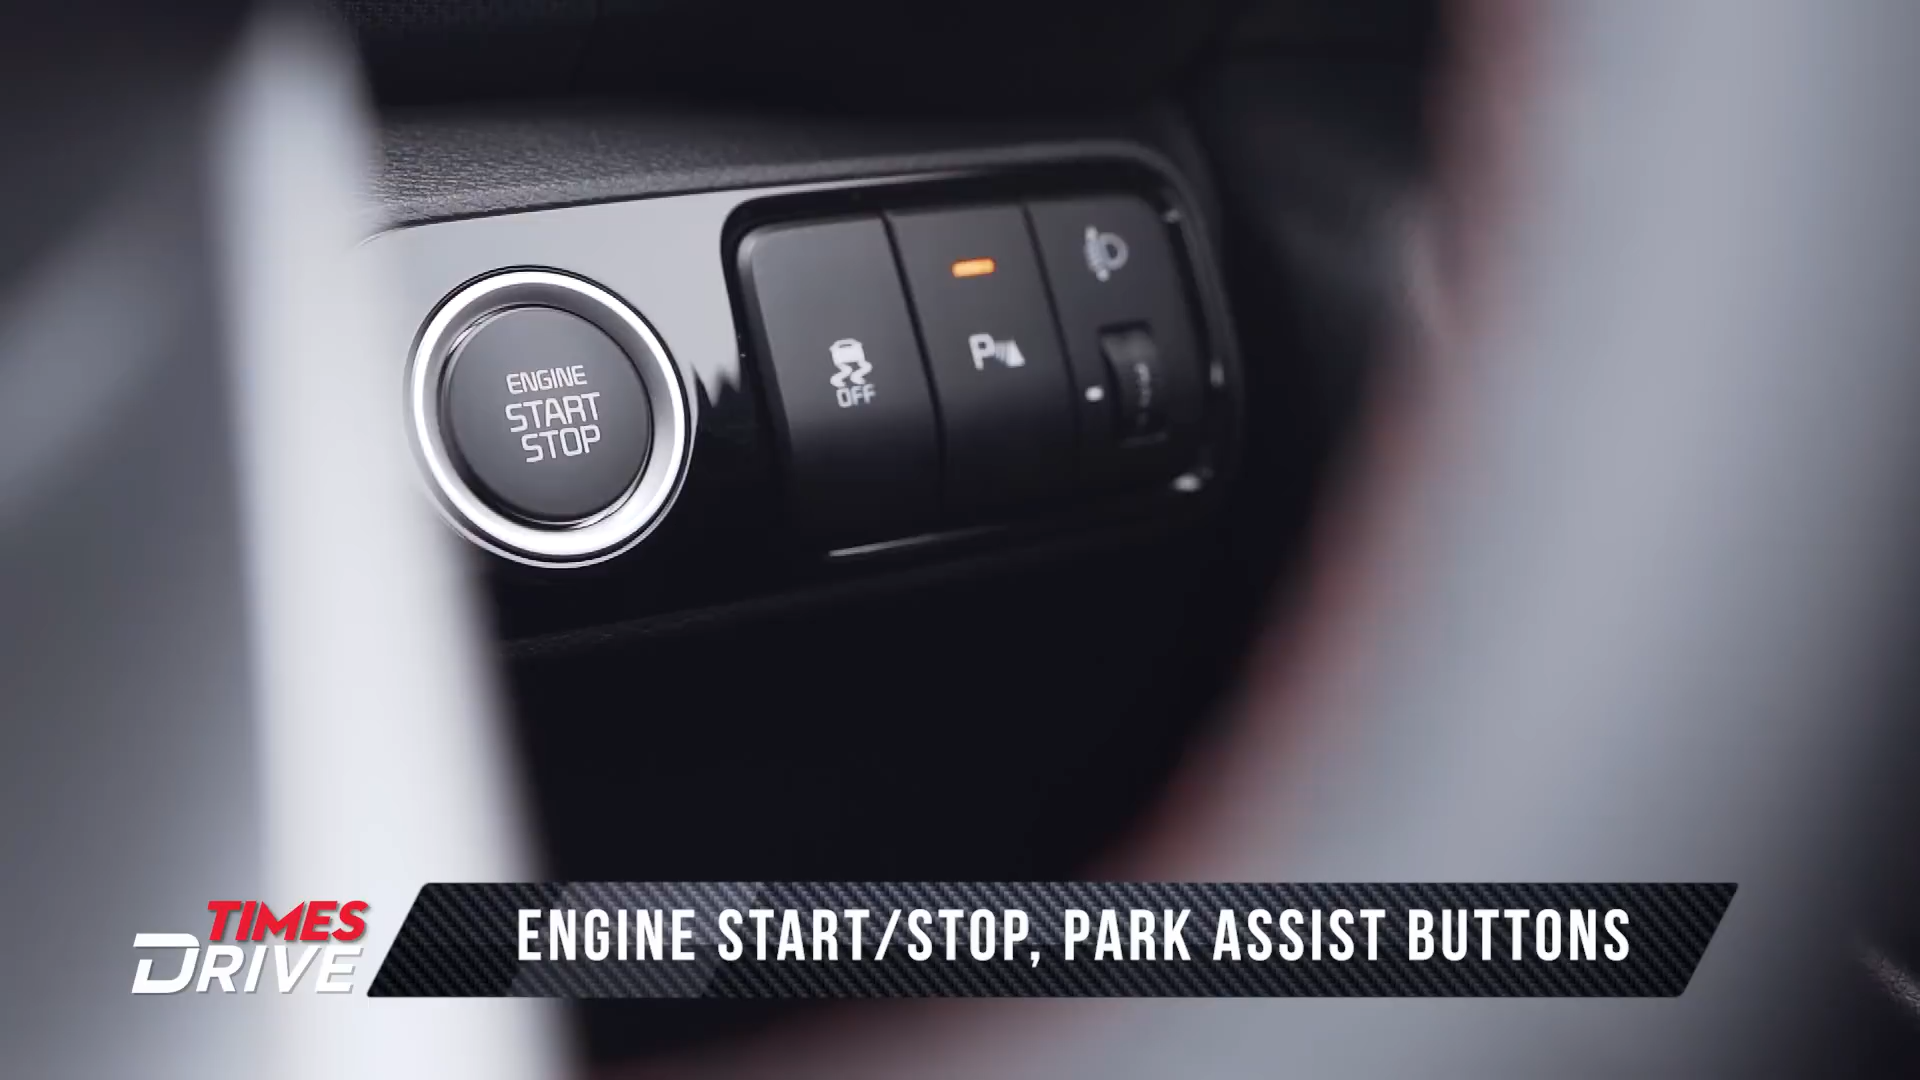 ENGINE
START
STOP
OFF
P
TIMES
DRIVE
ENGINE START/STOP, PARK ASSIST BUTTONS